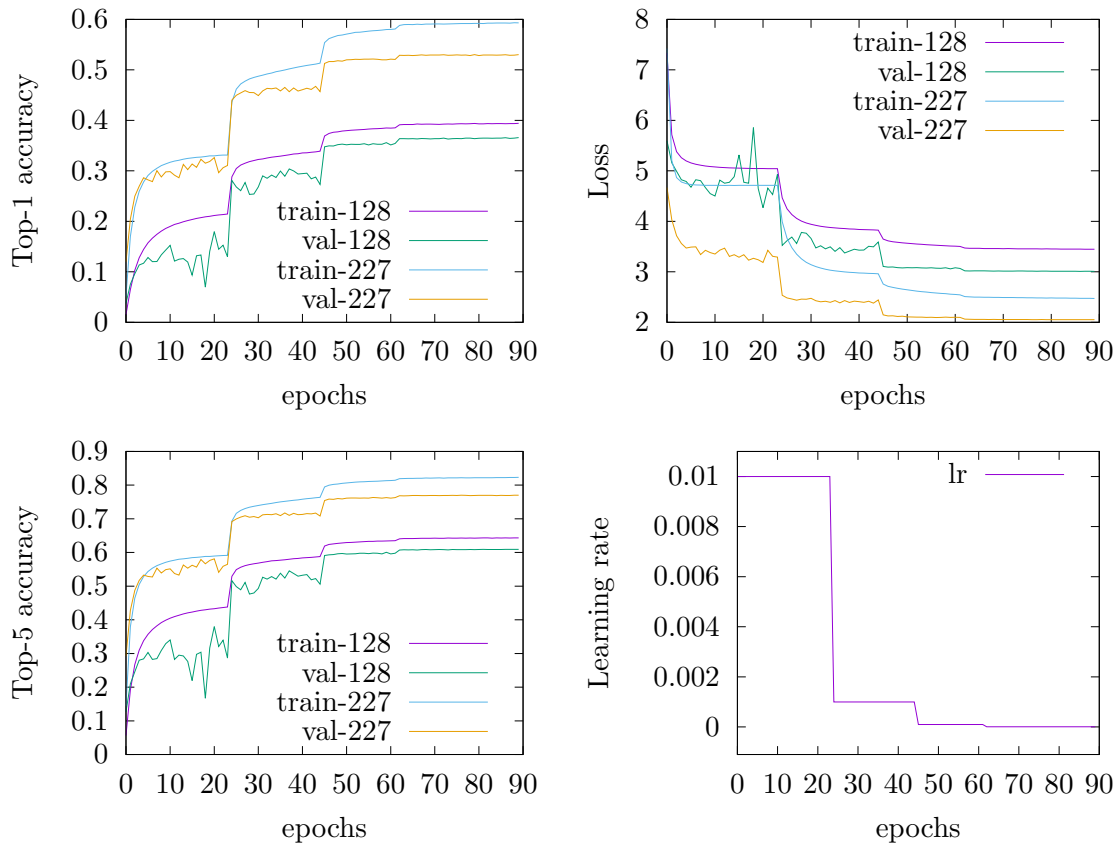 Top-1 accuracy
0.6
0.5
0.4
0.3
0.2
0.1
0
train-128
val-128
train-227
val-227
0 10 20 30 40 50 60 70 80 90
epochs
Loss
8
7
6
5
4
3
2
train-128
val-128
train-227
val-227
0 10 20 30 40 50 60 70 80 90
epochs
Top-5 accuracy
0.9
0.8
0.7
0.6
0.5
0.4
0.3
0.2
0.1
0
train-128
val-128
train-227
val-227
0 10 20 30 40 50 60 70 80 90
epochs
Learning rate
0.01
0.008
0.006
0.004
0.002
0
lr
0 10 20 30 40 50 60 70 80 90
epochs